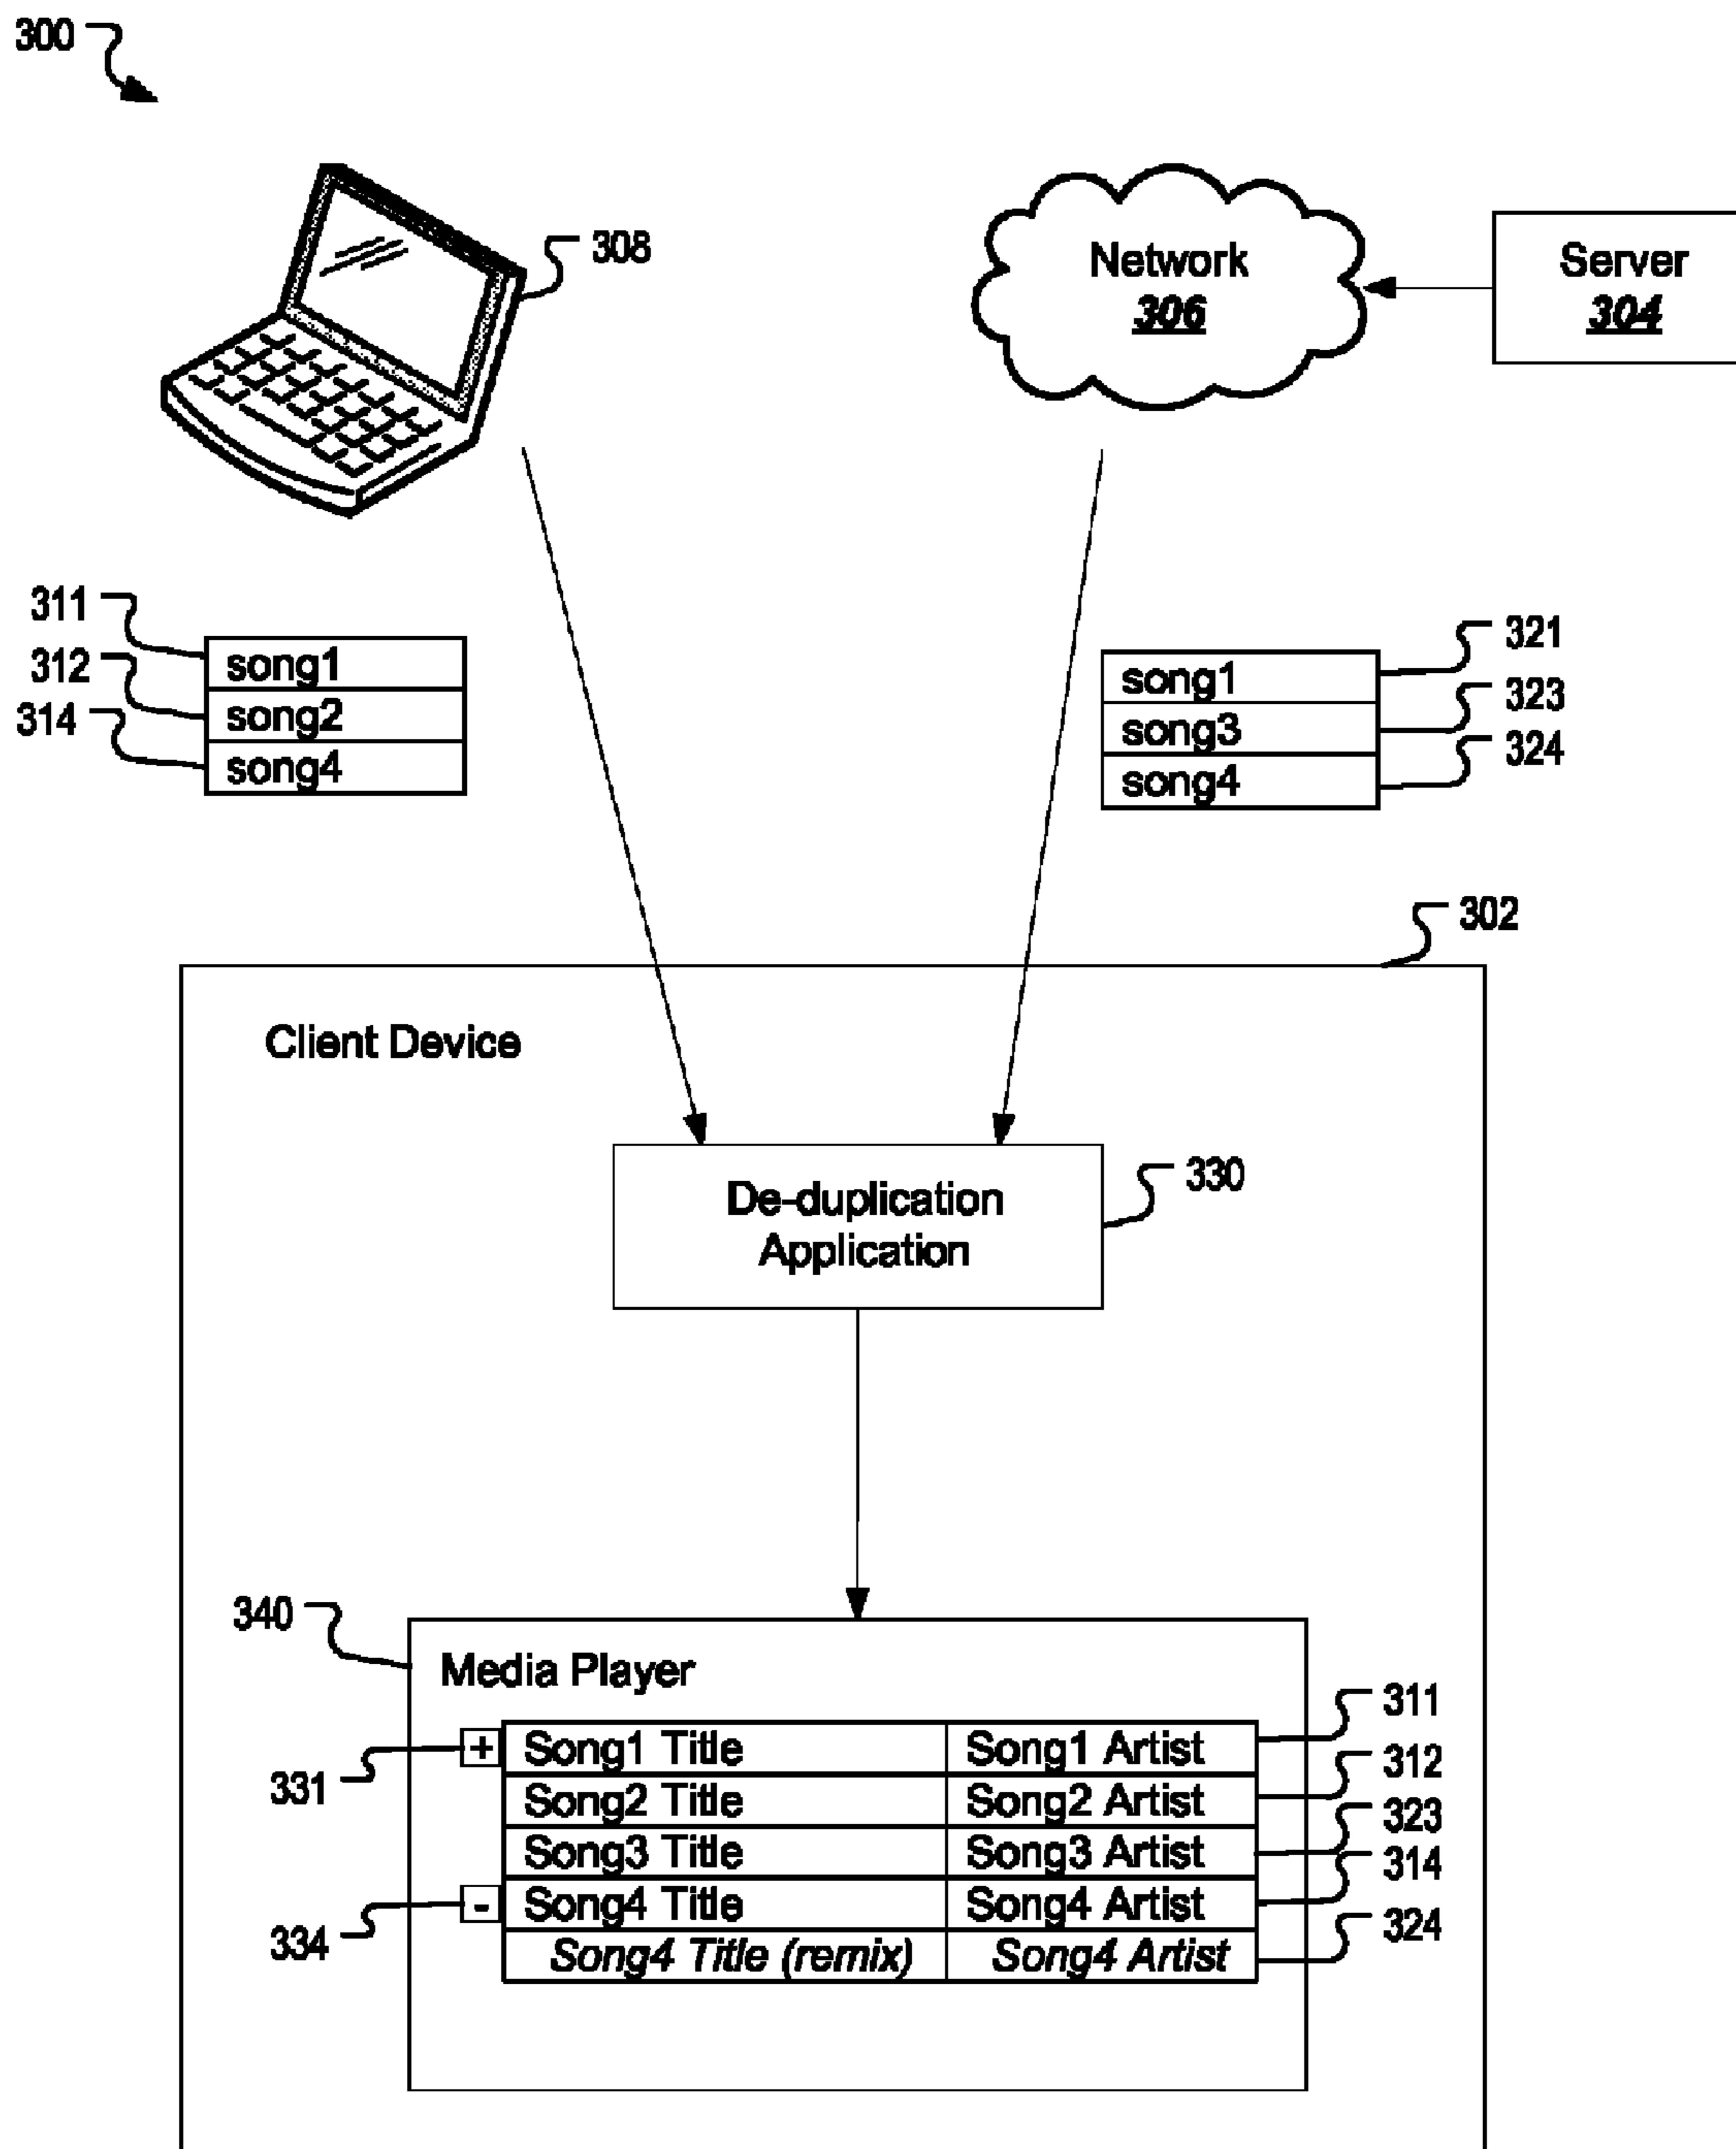 300
308
Network
306
Server
304
311
312
314
song1
song2
song4
song1
song3
song4
321
323
324
302
Client Device
De-duplication
Application
330
340
Media Player
+ Song1 Title Song1 Artist
Song2 Title Song2 Artist
Song3 Title Song3 Artist
- Song4 Title Song4 Artist
Song4 Title (remix) Song4 Artist
331
334
311
312
323
314
324